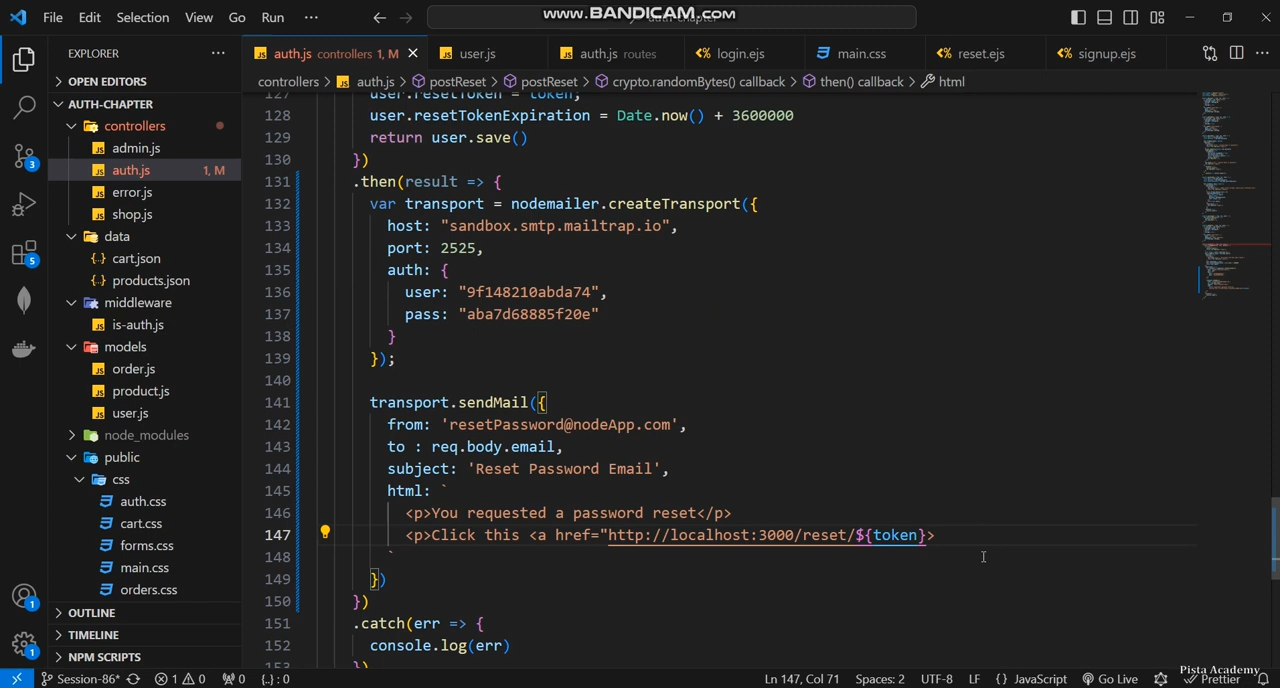 File Edit Selection View Go Run ··· www.BANDICAM.com
EXPLORER ···
auth.js controllers 1, M user.js auth.js routes login.ejs main.css reset.ejs signup.ejs ···
controllers > auth.js > postReset > postReset > crypto.randomBytes() callback > then() callback > html
OPEN EDITORS
AUTH-CHAPTER
controllers
admin.js
auth.js 1, M
error.js
shop.js
data
cart.json
products.json
middleware
is-auth.js
models
order.js
product.js
user.js
node_modules
public
css
auth.css
cart.css
forms.css
main.css
orders.css
OUTLINE
TIMELINE
NPM SCRIPTS
3
5
1
1
127 user.resetToken = token;
128 user.resetTokenExpiration = Date.now() + 3600000
129 return user.save()
130 })
131 .then(result => {
132 var transport = nodemailer.createTransport({
133 host: "sandbox.smtp.mailtrap.io",
134 port: 2525,
135 auth: {
136 user: "9f148210abda74",
137 pass: "aba7d68885f20e"
138 }
139 });
140
141 transport.sendMail({
142 from: 'resetPassword@nodeApp.com',
143 to : req.body.email,
144 subject: 'Reset Password Email',
145 html: `
146 <p>You requested a password reset</p>
147 <p>Click this <a href="http://localhost:3000/reset/${token}>
148 `
149 })
150 })
151 .catch(err => {
152 console.log(err)
153 })
Pista Academy
Session-86* 1 0 0 {..} : 0 Ln 147, Col 71 Spaces: 2 UTF-8 LF {} JavaScript Go Live Prettier